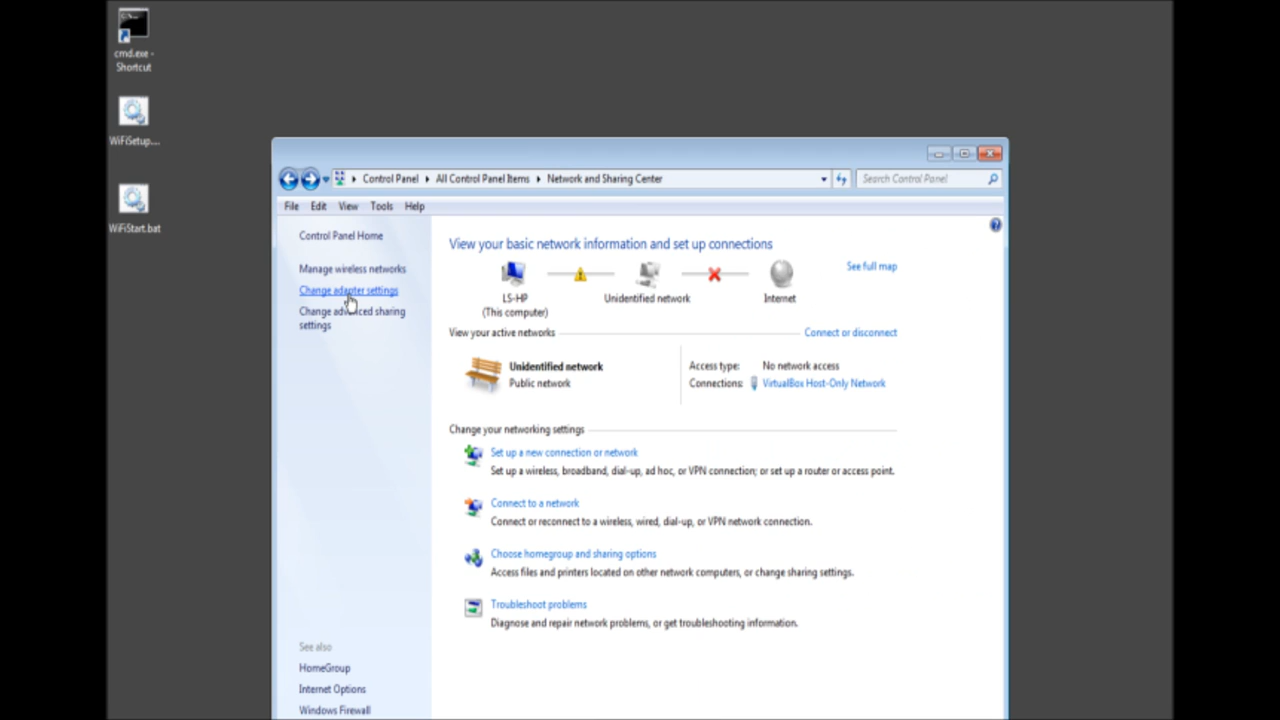 cmd.exe -
Shortcut
WiFiSetup....
WiFiStart.bat
Control Panel
All Control Panel Items
Network and Sharing Center
Search Control Panel
File Edit View Tools Help
Control Panel Home
Manage wireless networks
Change adapter settings
Change advanced sharing
settings
View your basic network information and set up connections
See full map
LS-HP
(This computer)
Unidentified network
Internet
View your active networks
Connect or disconnect
Unidentified network
Public network
Access type: No network access
Connections: VirtualBox Host-Only Network
Change your networking settings
Set up a new connection or network
Set up a wireless, broadband, dial-up, ad hoc, or VPN connection; or set up a router or access point.
Connect to a network
Connect or reconnect to a wireless, wired, dial-up, or VPN network connection.
Choose homegroup and sharing options
Access files and printers located on other network computers, or change sharing settings.
Troubleshoot problems
Diagnose and repair network problems, or get troubleshooting information.
See also
HomeGroup
Internet Options
Windows Firewall